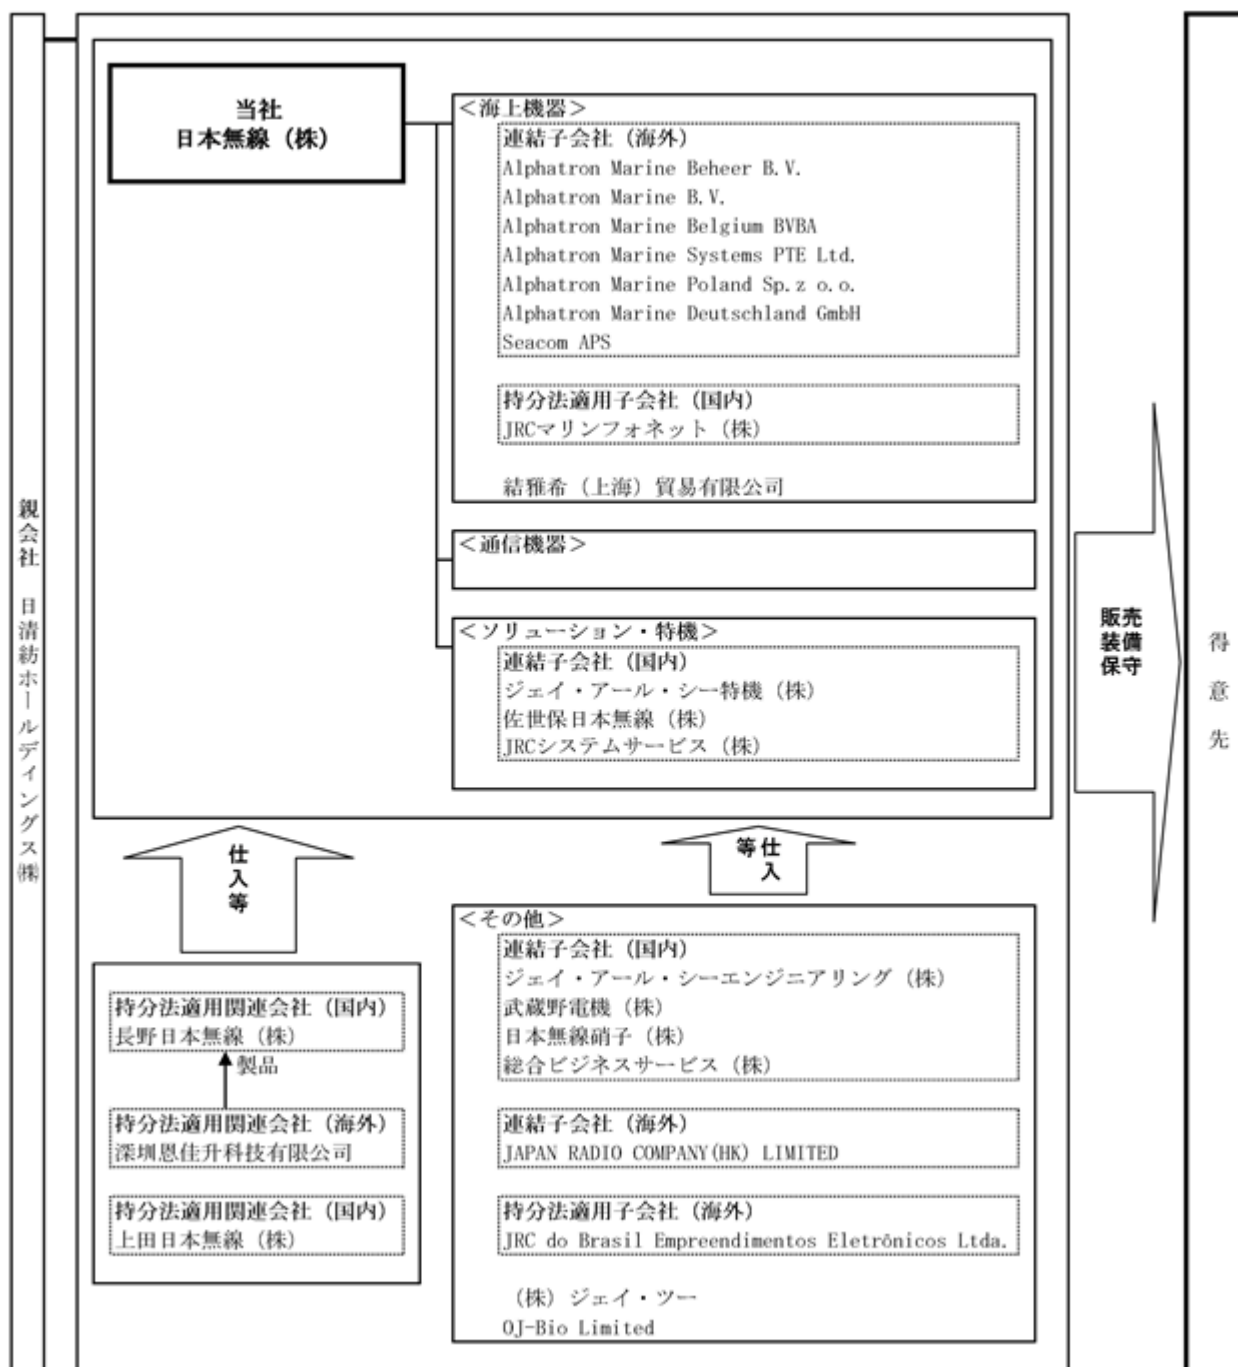 親会社　日清紡ホールディングス㈱
当社
日本無線（株）
＜海上機器＞
連結子会社（海外）
Alphatron Marine Beheer B.V.
Alphatron Marine B.V.
Alphatron Marine Belgium BVBA
Alphatron Marine Systems PTE Ltd.
Alphatron Marine Poland Sp.z o.o.
Alphatron Marine Deutschland GmbH
Seacom APS
持分法適用子会社（国内）
JRCマリンフォネット（株）
結雅希（上海）貿易有限公司
＜通信機器＞
＜ソリューション・特機＞
連結子会社（国内）
ジェイ・アール・シー特機（株）
佐世保日本無線（株）
JRCシステムサービス（株）
販売
装備
保守
得意先
仕入等
仕入等
持分法適用関連会社（国内）
長野日本無線（株）
製品
持分法適用関連会社（海外）
深圳恩佳升科技有限公司
持分法適用関連会社（国内）
上田日本無線（株）
＜その他＞
連結子会社（国内）
ジェイ・アール・シーエンジニアリング（株）
武蔵野電機（株）
日本無線硝子（株）
総合ビジネスサービス（株）
連結子会社（海外）
JAPAN RADIO COMPANY(HK) LIMITED
持分法適用子会社（海外）
JRC do Brasil Empreendimentos Eletrônicos Ltda.
（株）ジェイ・ツー
OJ-Bio Limited